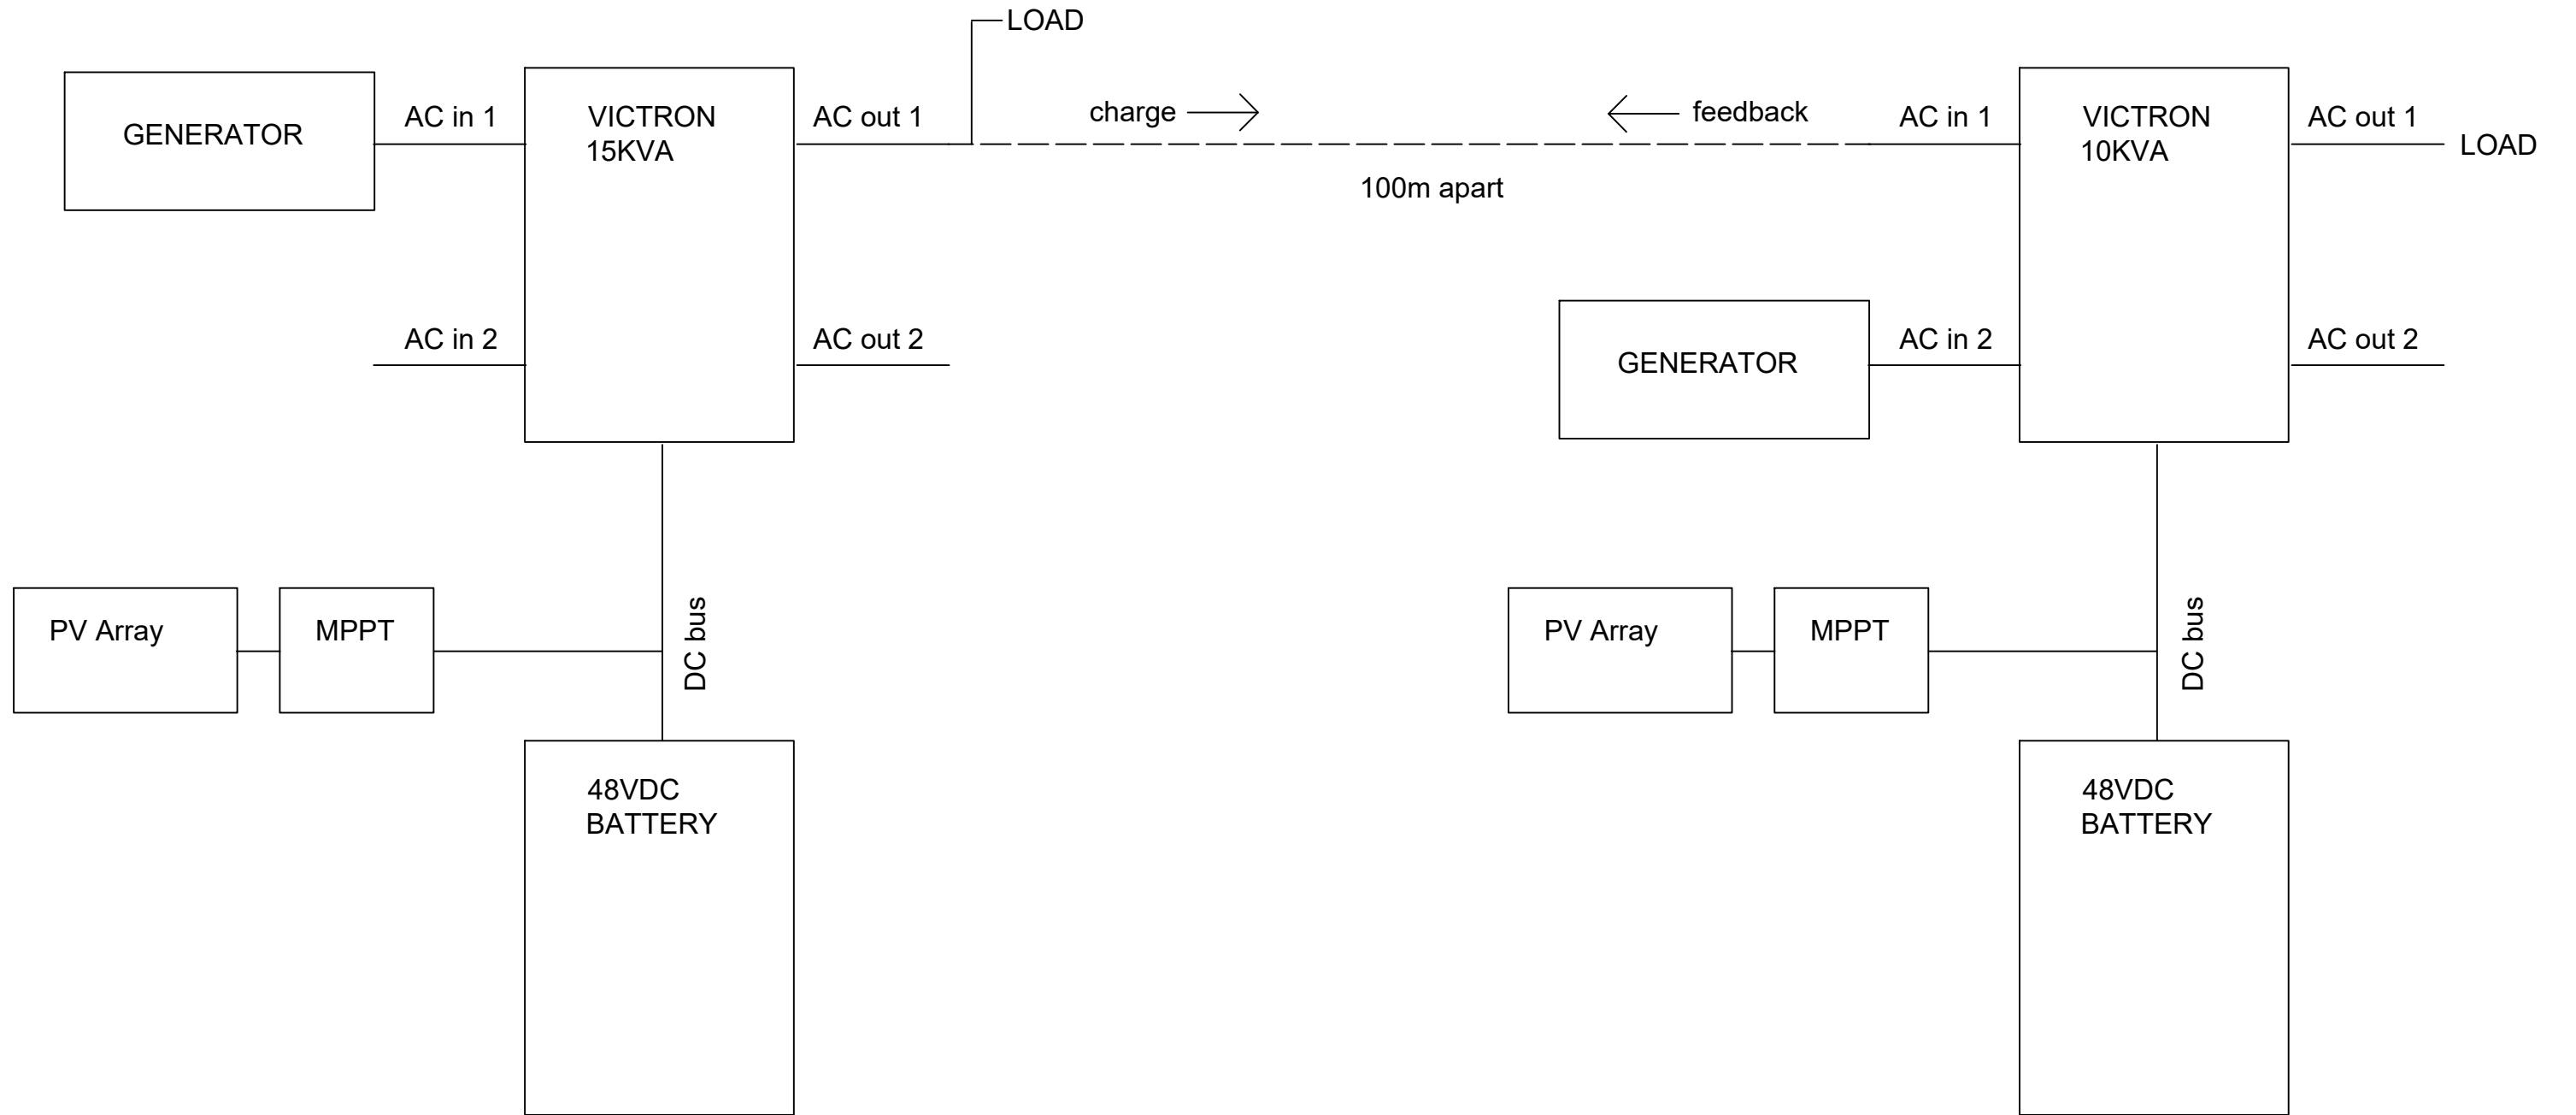 LOAD
GENERATOR
AC in 1
VICTRON
15KVA
AC out 1
charge
feedback
AC in 1
VICTRON
10KVA
AC out 1
LOAD
100m apart
AC in 2
AC out 2
GENERATOR
AC in 2
AC out 2
PV Array
MPPT
DC bus
PV Array
MPPT
DC bus
48VDC
BATTERY
48VDC
BATTERY